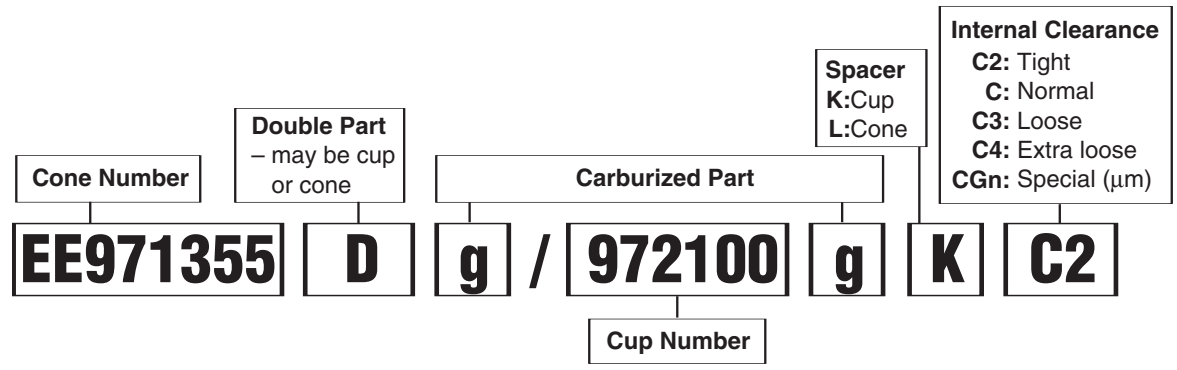 Internal Clearance
C2: Tight
C: Normal
C3: Loose
C4: Extra loose
CGn: Special (μm)
Spacer
K:Cup
L:Cone
Double Part
– may be cup
or cone
Cone Number
Carburized Part
EE971355 D g / 972100 g K C2
Cup Number